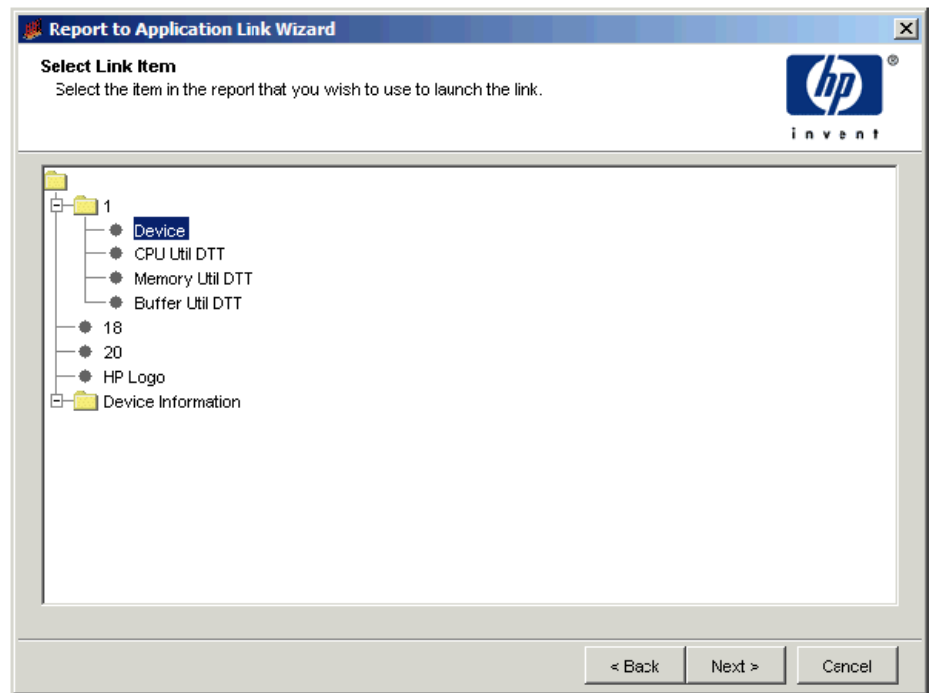 Report to Application Link Wizard
Select Link Item
Select the item in the report that you wish to use to launch the link.
hp
®
invent
1
Device
CPU Util DTT
Memory Util DTT
Buffer Util DTT
18
20
HP Logo
Device Information
< Back
Next >
Cancel